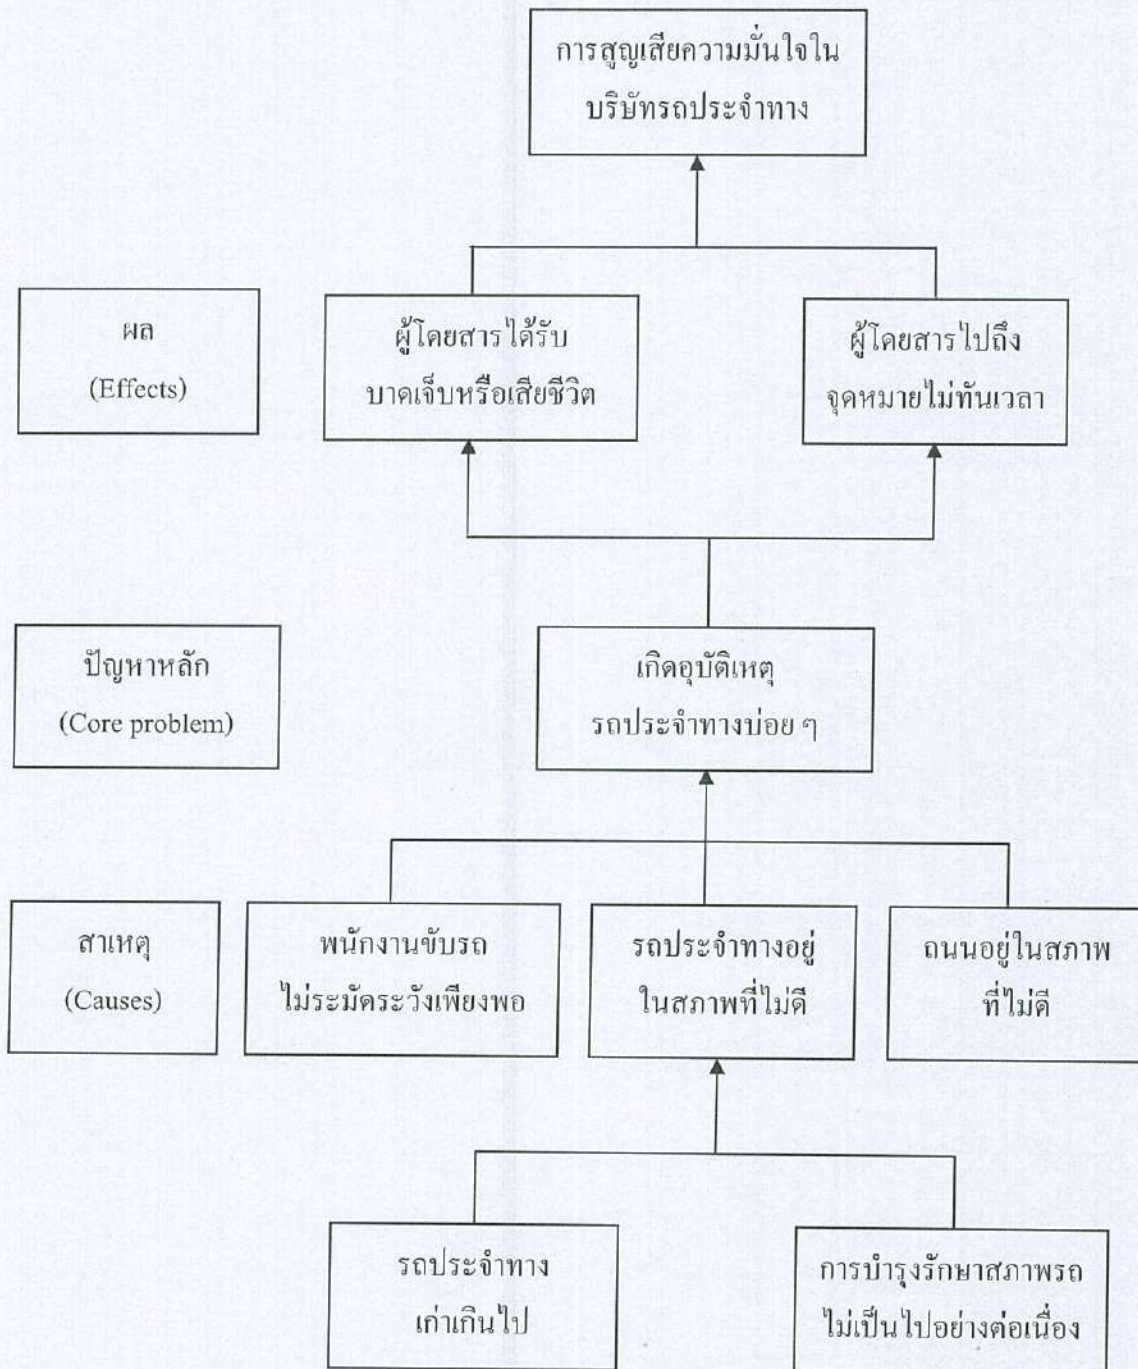 การสูญเสียความมั่นใจใน
บริษัทรถประจำทาง
ผล
(Effects)
ผู้โดยสารได้รับ
บาดเจ็บหรือเสียชีวิต
ผู้โดยสารไปถึง
จุดหมายไม่ทันเวลา
ปัญหาหลัก
(Core problem)
เกิดอุบัติเหตุ
รถประจำทางบ่อย ๆ
สาเหตุ
(Causes)
พนักงานขับรถ
ไม่ระมัดระวังเพียงพอ
รถประจำทางอยู่
ในสภาพที่ไม่ดี
ถนนอยู่ในสภาพ
ที่ไม่ดี
รถประจำทาง
เก่าเกินไป
การบำรุงรักษาสภาพรถ
ไม่เป็นไปอย่างต่อเนื่อง